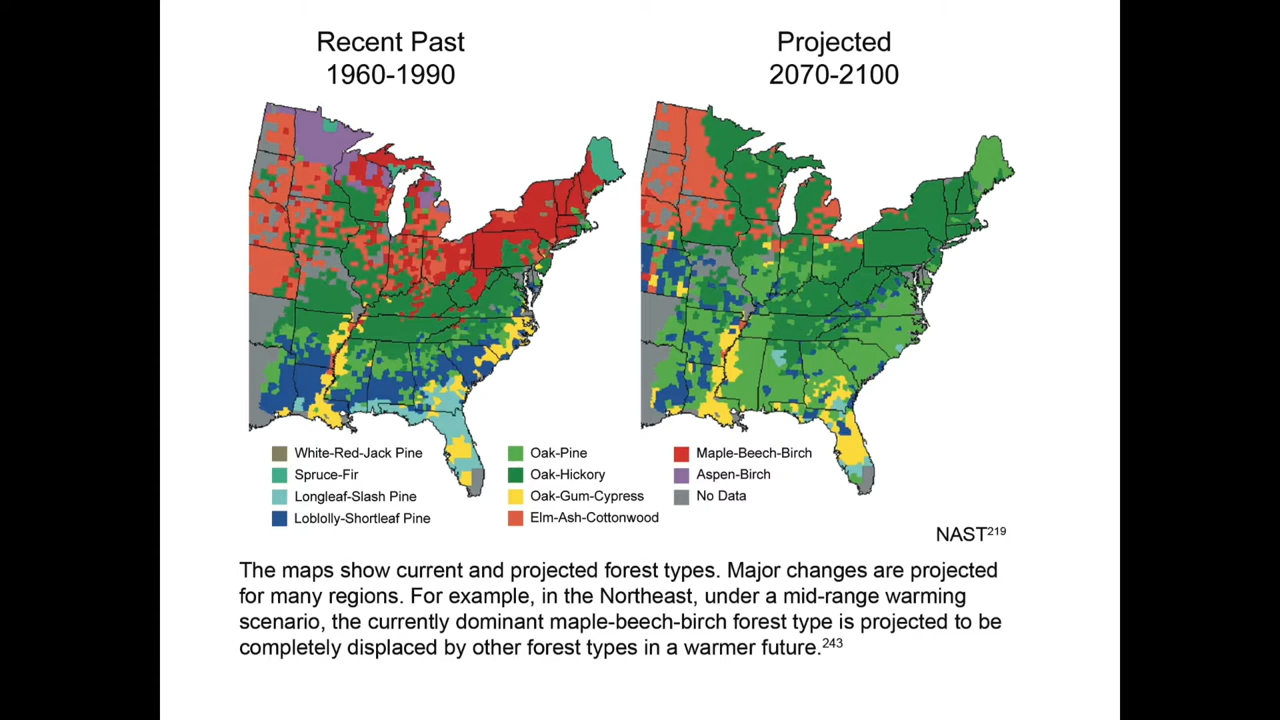 Recent Past
1960-1990
Projected
2070-2100
White-Red-Jack Pine
Spruce-Fir
Longleaf-Slash Pine
Loblolly-Shortleaf Pine
Oak-Pine
Oak-Hickory
Oak-Gum-Cypress
Elm-Ash-Cottonwood
Maple-Beech-Birch
Aspen-Birch
No Data
NAST219
The maps show current and projected forest types. Major changes are projected
for many regions. For example, in the Northeast, under a mid-range warming
scenario, the currently dominant maple-beech-birch forest type is projected to be
completely displaced by other forest types in a warmer future.243